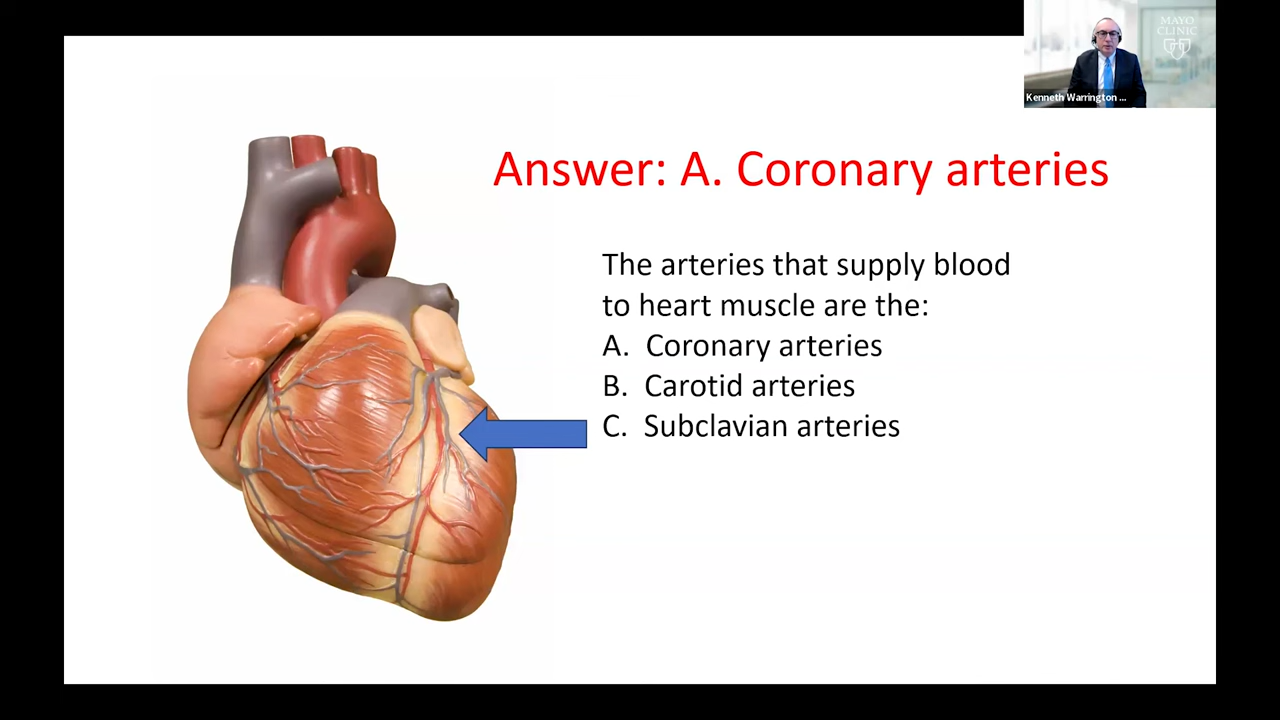 MAYO
CLINIC
Kenneth Warrington ...
Answer: A. Coronary arteries
The arteries that supply blood
to heart muscle are the:
A. Coronary arteries
B. Carotid arteries
C. Subclavian arteries